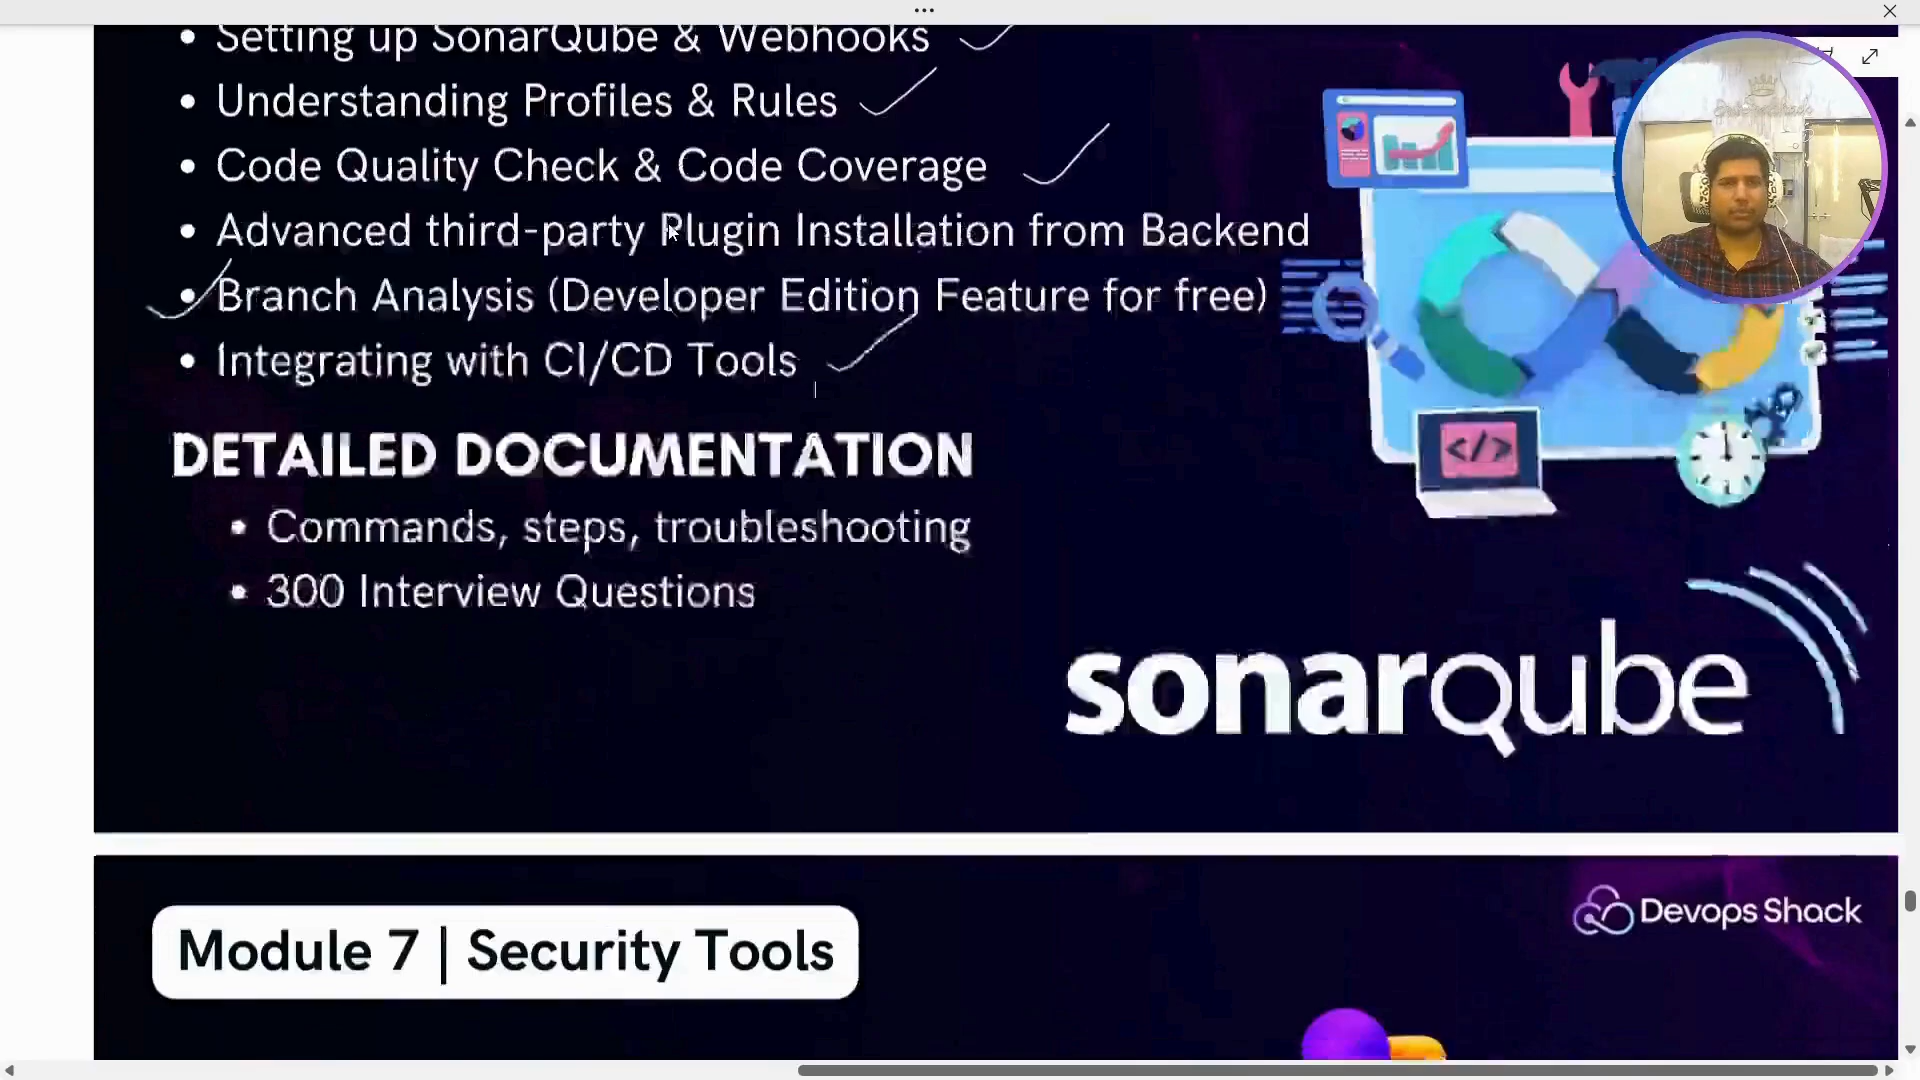 Setting up SonarQube & Webhooks
Understanding Profiles & Rules
Code Quality Check & Code Coverage
Advanced third-party Plugin Installation from Backend
Branch Analysis (Developer Edition Feature for free)
Integrating with CI/CD Tools
DETAILED DOCUMENTATION
Commands, steps, troubleshooting
300 Interview Questions
</>
sonarqube
Devops Shack
Module 7 | Security Tools